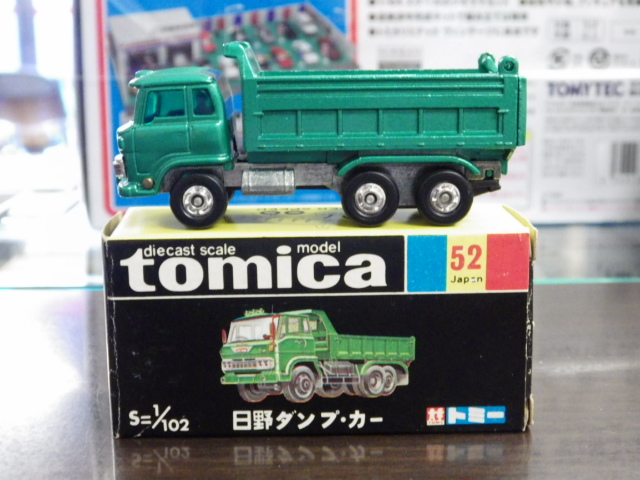 TOMYTEC
diecast scale model
tomica
52
Japan
S=1/102
日野ダンプ・カー
トミー